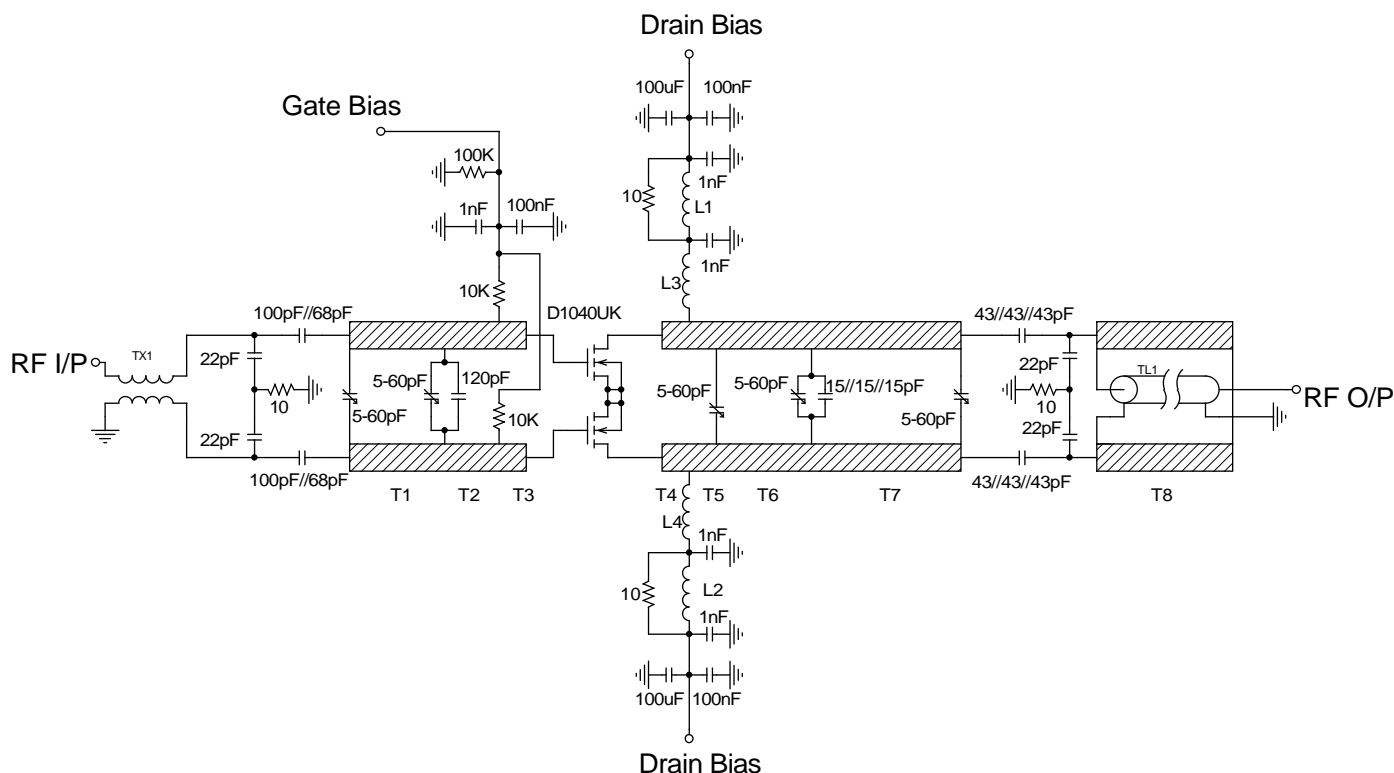 Drain Bias
100uF
100nF
Gate Bias
100K
1nF
10
L1
1nF
100nF
1nF
L3
10K
D1040UK
100pF//68pF
43//43//43pF
RF I/P
TX1
22pF
10
22pF
5-60pF
5-60pF
120pF
10K
5-60pF
5-60pF
15//15//15pF
5-60pF
22pF
10
22pF
TL1
RF O/P
100pF//68pF
43//43//43pF
T1
T2
T3
T4
T5
T6
T7
T8
L4
1nF
10
L2
1nF
100uF
100nF
Drain Bias